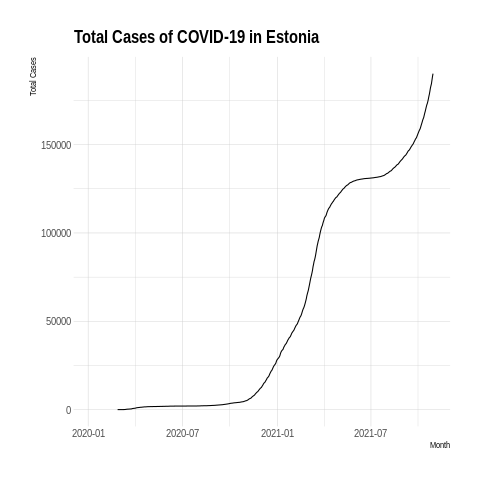 Total Cases of COVID-19 in Estonia
Total Cases
150000
100000
50000
0
2020-01 2020-07 2021-01 2021-07
Month